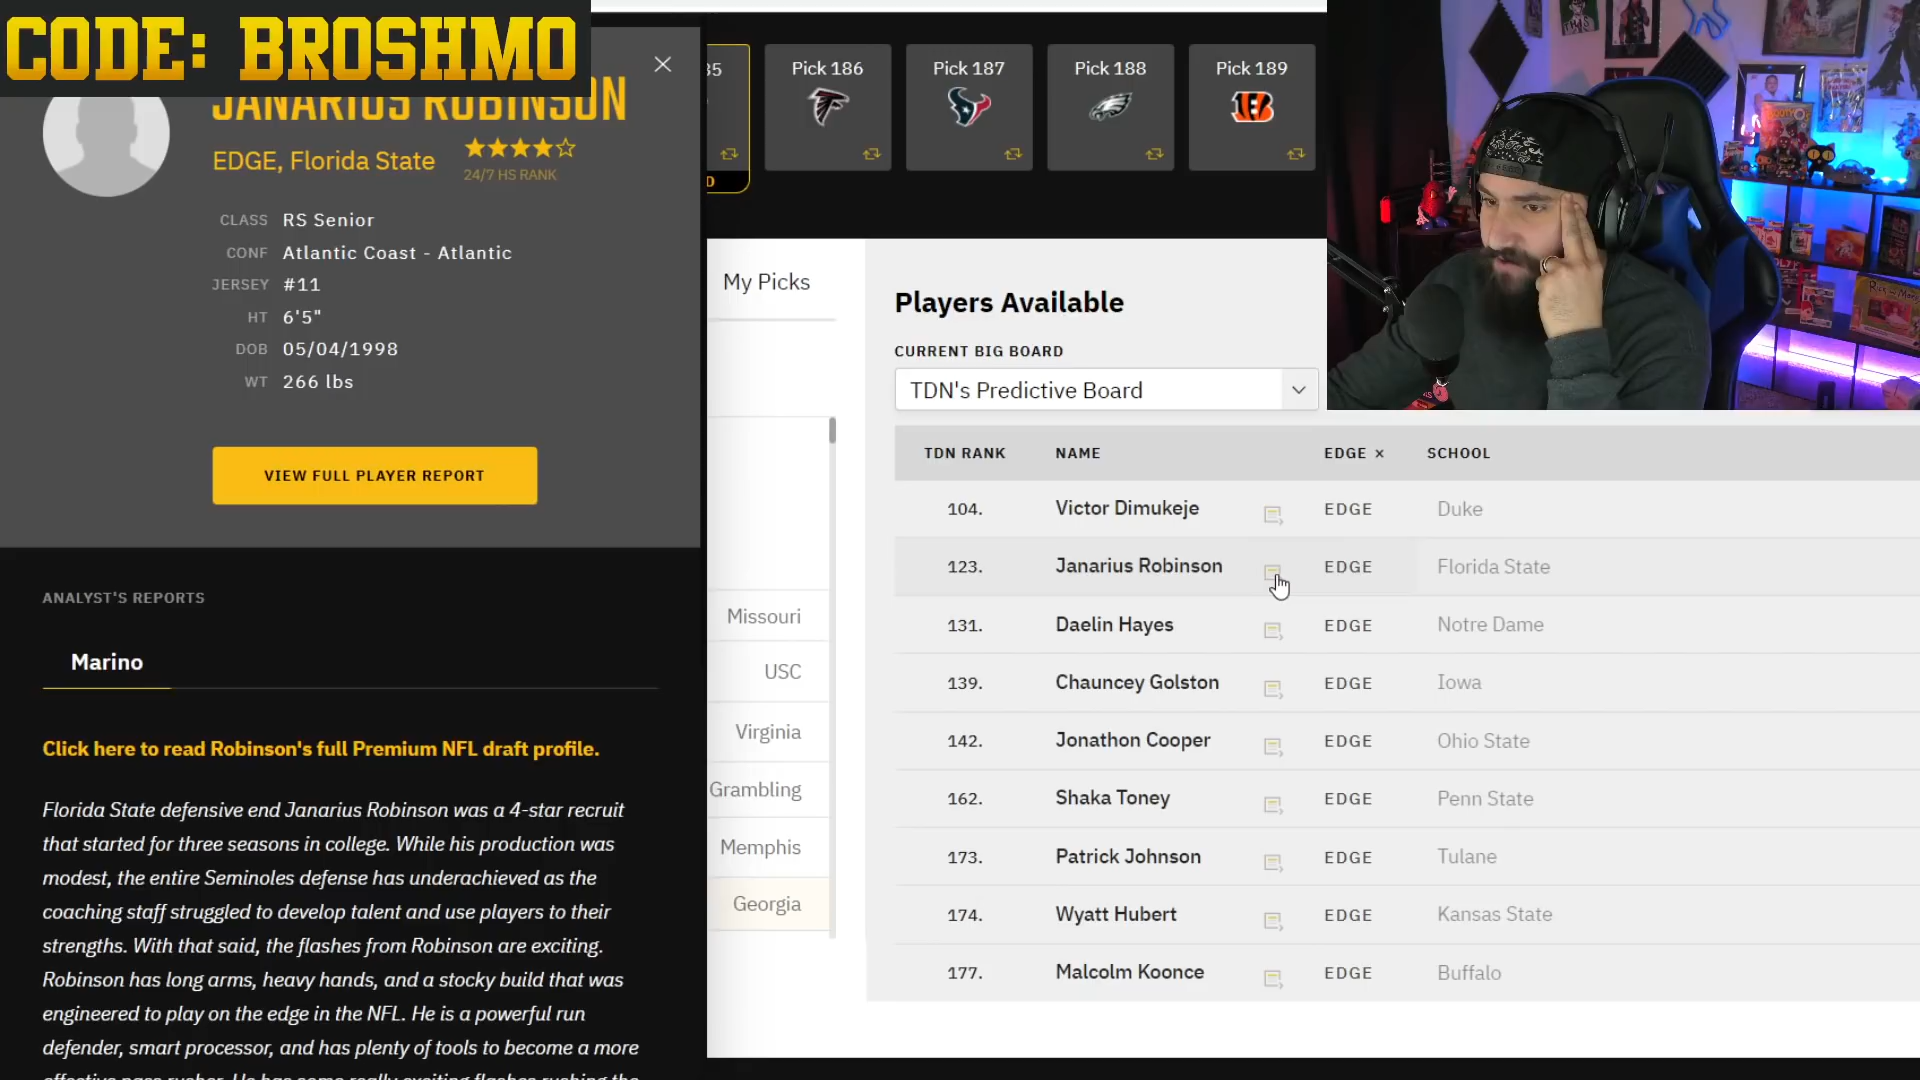 CODE: BROSHMO
JANARIUS ROBINSON
EDGE, Florida State
24/7 HS RANK
CLASS RS Senior
CONF Atlantic Coast - Atlantic
JERSEY #11
HT 6'5"
DOB 05/04/1998
WT 266 lbs
VIEW FULL PLAYER REPORT
ANALYST'S REPORTS
Marino
Click here to read Robinson's full Premium NFL draft profile.
Florida State defensive end Janarius Robinson was a 4-star recruit
that started for three seasons in college. While his production was
modest, the entire Seminoles defense has underachieved as the
coaching staff struggled to develop talent and use players to their
strengths. With that said, the flashes from Robinson are exciting.
Robinson has long arms, heavy hands, and a stocky build that was
engineered to play on the edge in the NFL. He is a powerful run
defender, smart processor, and has plenty of tools to become a more
effective pass rusher. He has some really exciting flashes rushing the
Pick 186
Pick 187
Pick 188
Pick 189
My Picks
Missouri
USC
Virginia
Grambling
Memphis
Georgia
Players Available
CURRENT BIG BOARD
TDN's Predictive Board
TDN RANK NAME EDGE × SCHOOL
104. Victor Dimukeje EDGE Duke
123. Janarius Robinson EDGE Florida State
131. Daelin Hayes EDGE Notre Dame
139. Chauncey Golston EDGE Iowa
142. Jonathon Cooper EDGE Ohio State
162. Shaka Toney EDGE Penn State
173. Patrick Johnson EDGE Tulane
174. Wyatt Hubert EDGE Kansas State
177. Malcolm Koonce EDGE Buffalo